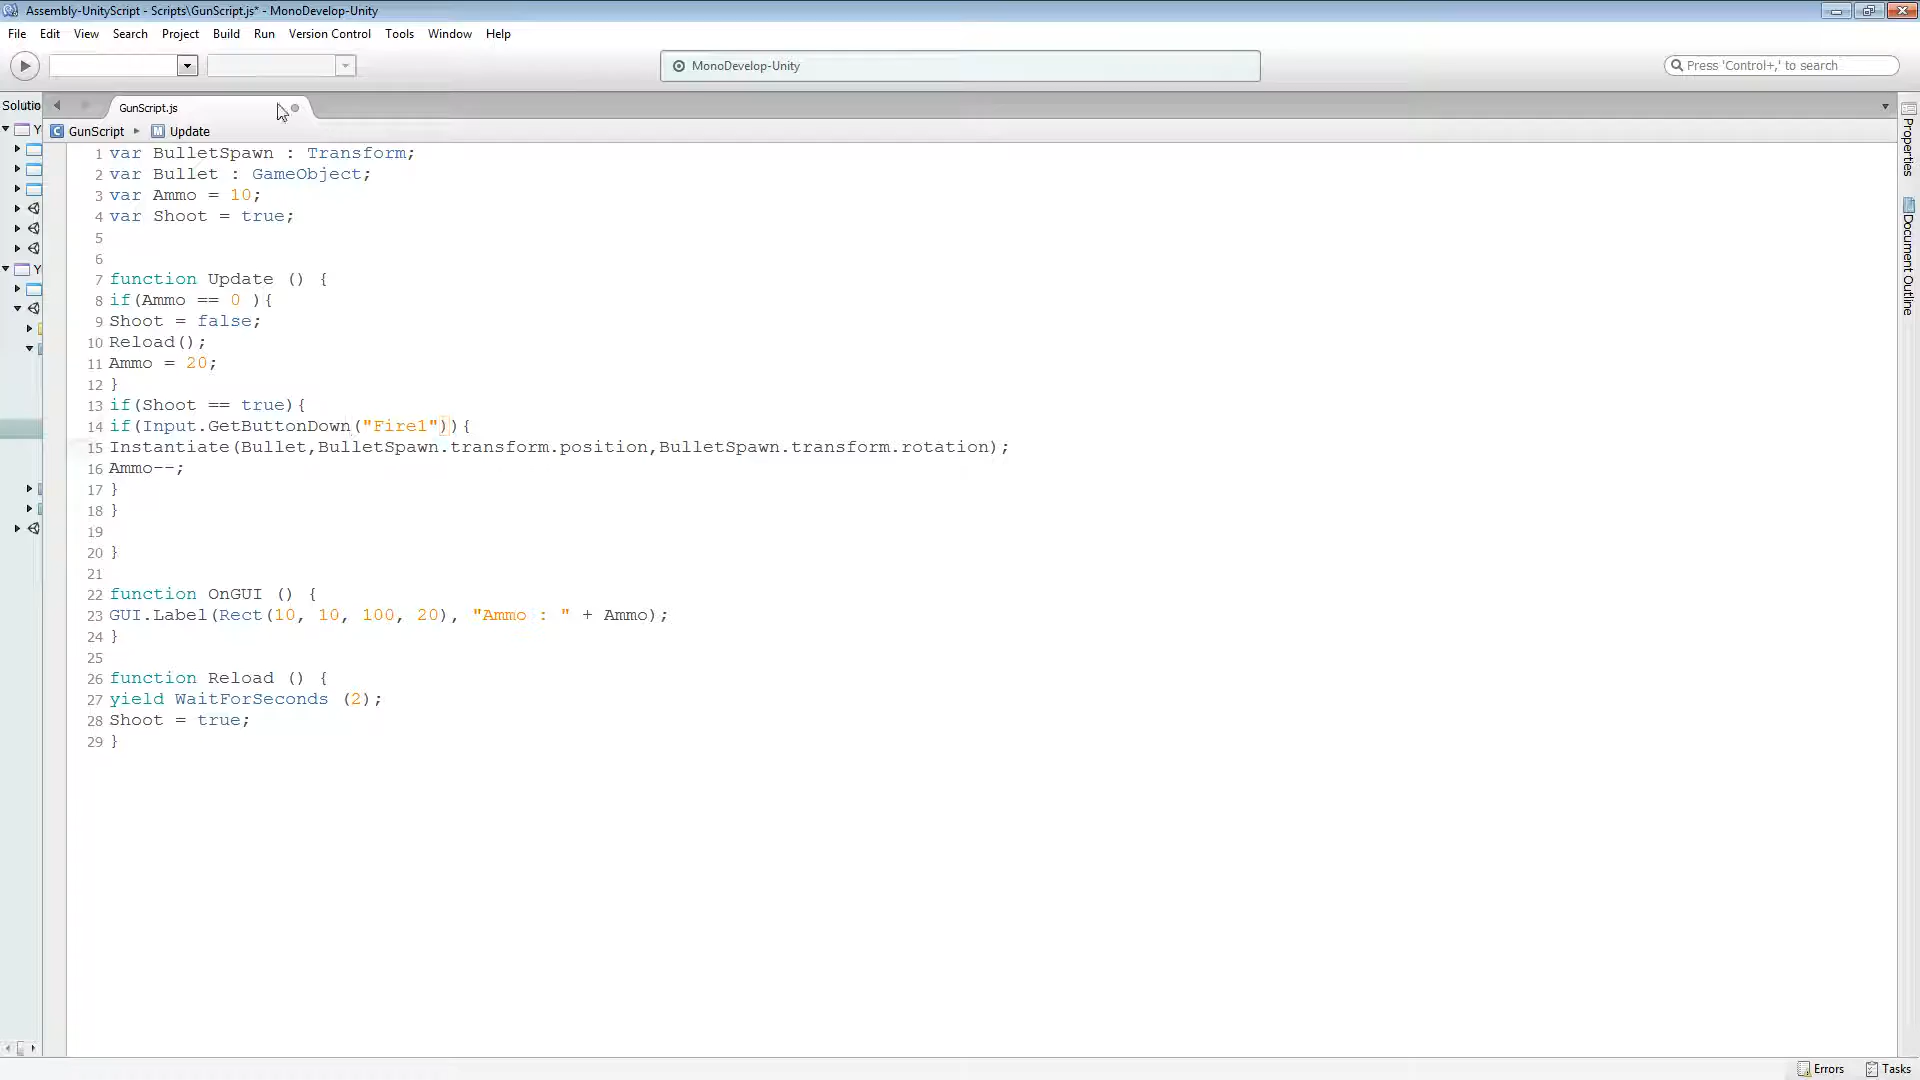 Assembly-UnityScript - Scripts\GunScript.js* - MonoDevelop-Unity
File Edit View Search Project Build Run Version Control Tools Window Help
MonoDevelop-Unity
Press 'Control+,' to search
Solutio
GunScript.js
GunScript Update
Y
Y
Properties
Document Outline
1 var BulletSpawn : Transform;
2 var Bullet : GameObject;
3 var Ammo = 10;
4 var Shoot = true;
5
6
7 function Update () {
8 if(Ammo == 0 ){
9 Shoot = false;
10 Reload();
11 Ammo = 20;
12 }
13 if(Shoot == true){
14 if(Input.GetButtonDown("Fire1")){
15 Instantiate(Bullet,BulletSpawn.transform.position,BulletSpawn.transform.rotation);
16 Ammo--;
17 }
18 }
19
20 }
21
22 function OnGUI () {
23 GUI.Label(Rect(10, 10, 100, 20), "Ammo : " + Ammo);
24 }
25
26 function Reload () {
27 yield WaitForSeconds (2);
28 Shoot = true;
29 }
Errors Tasks